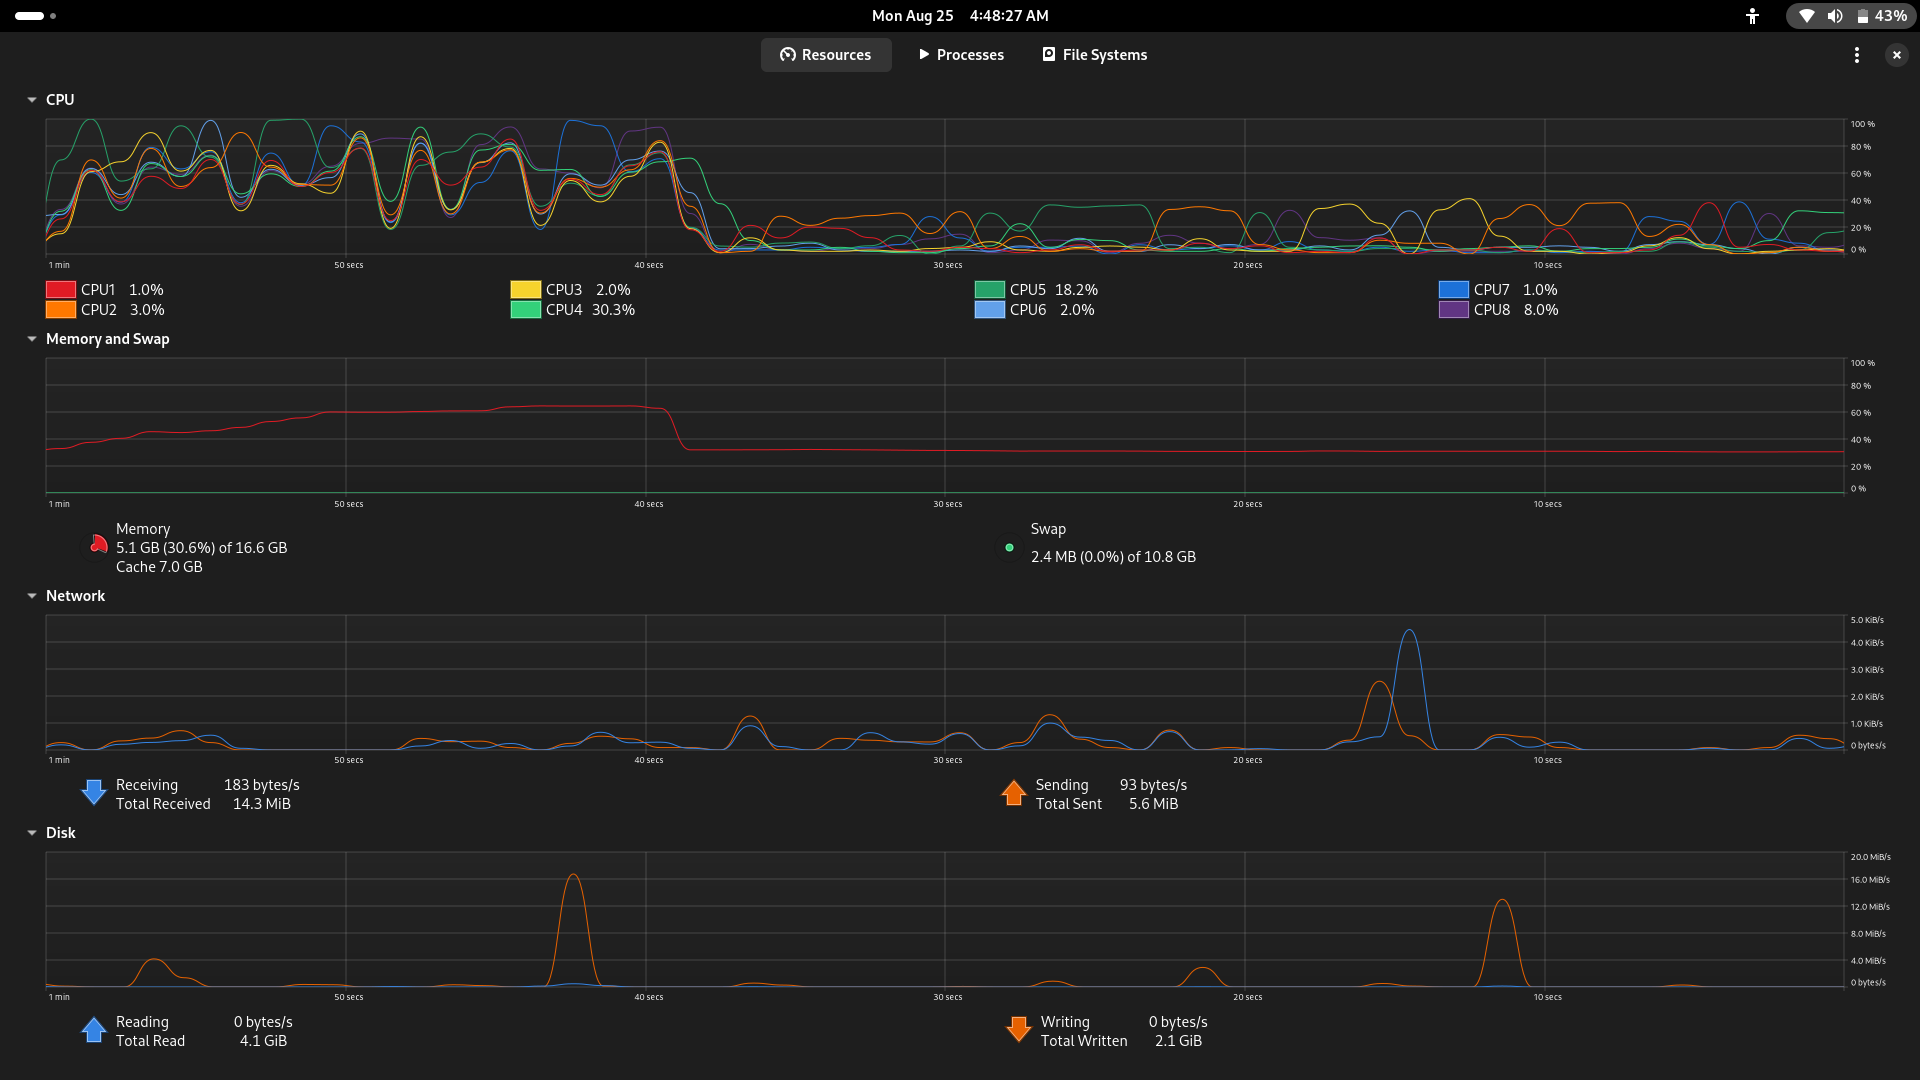 Mon Aug 25 4:48:27 AM
43%
Resources
Processes
File Systems
CPU
100 %
80 %
60 %
40 %
20 %
0 %
1 min
50 secs
40 secs
30 secs
20 secs
10 secs
CPU1 1.0%
CPU3 2.0%
CPU5 18.2%
CPU7 1.0%
CPU2 3.0%
CPU4 30.3%
CPU6 2.0%
CPU8 8.0%
Memory and Swap
100 %
80 %
60 %
40 %
20 %
0 %
1 min
50 secs
40 secs
30 secs
20 secs
10 secs
Memory
5.1 GB (30.6%) of 16.6 GB
Cache 7.0 GB
Swap
2.4 MB (0.0%) of 10.8 GB
Network
5.0 KiB/s
4.0 KiB/s
3.0 KiB/s
2.0 KiB/s
1.0 KiB/s
0 bytes/s
1 min
50 secs
40 secs
30 secs
20 secs
10 secs
Receiving 183 bytes/s
Total Received 14.3 MiB
Sending 93 bytes/s
Total Sent 5.6 MiB
Disk
20.0 MiB/s
16.0 MiB/s
12.0 MiB/s
8.0 MiB/s
4.0 MiB/s
0 bytes/s
1 min
50 secs
40 secs
30 secs
20 secs
10 secs
Reading 0 bytes/s
Total Read 4.1 GiB
Writing 0 bytes/s
Total Written 2.1 GiB